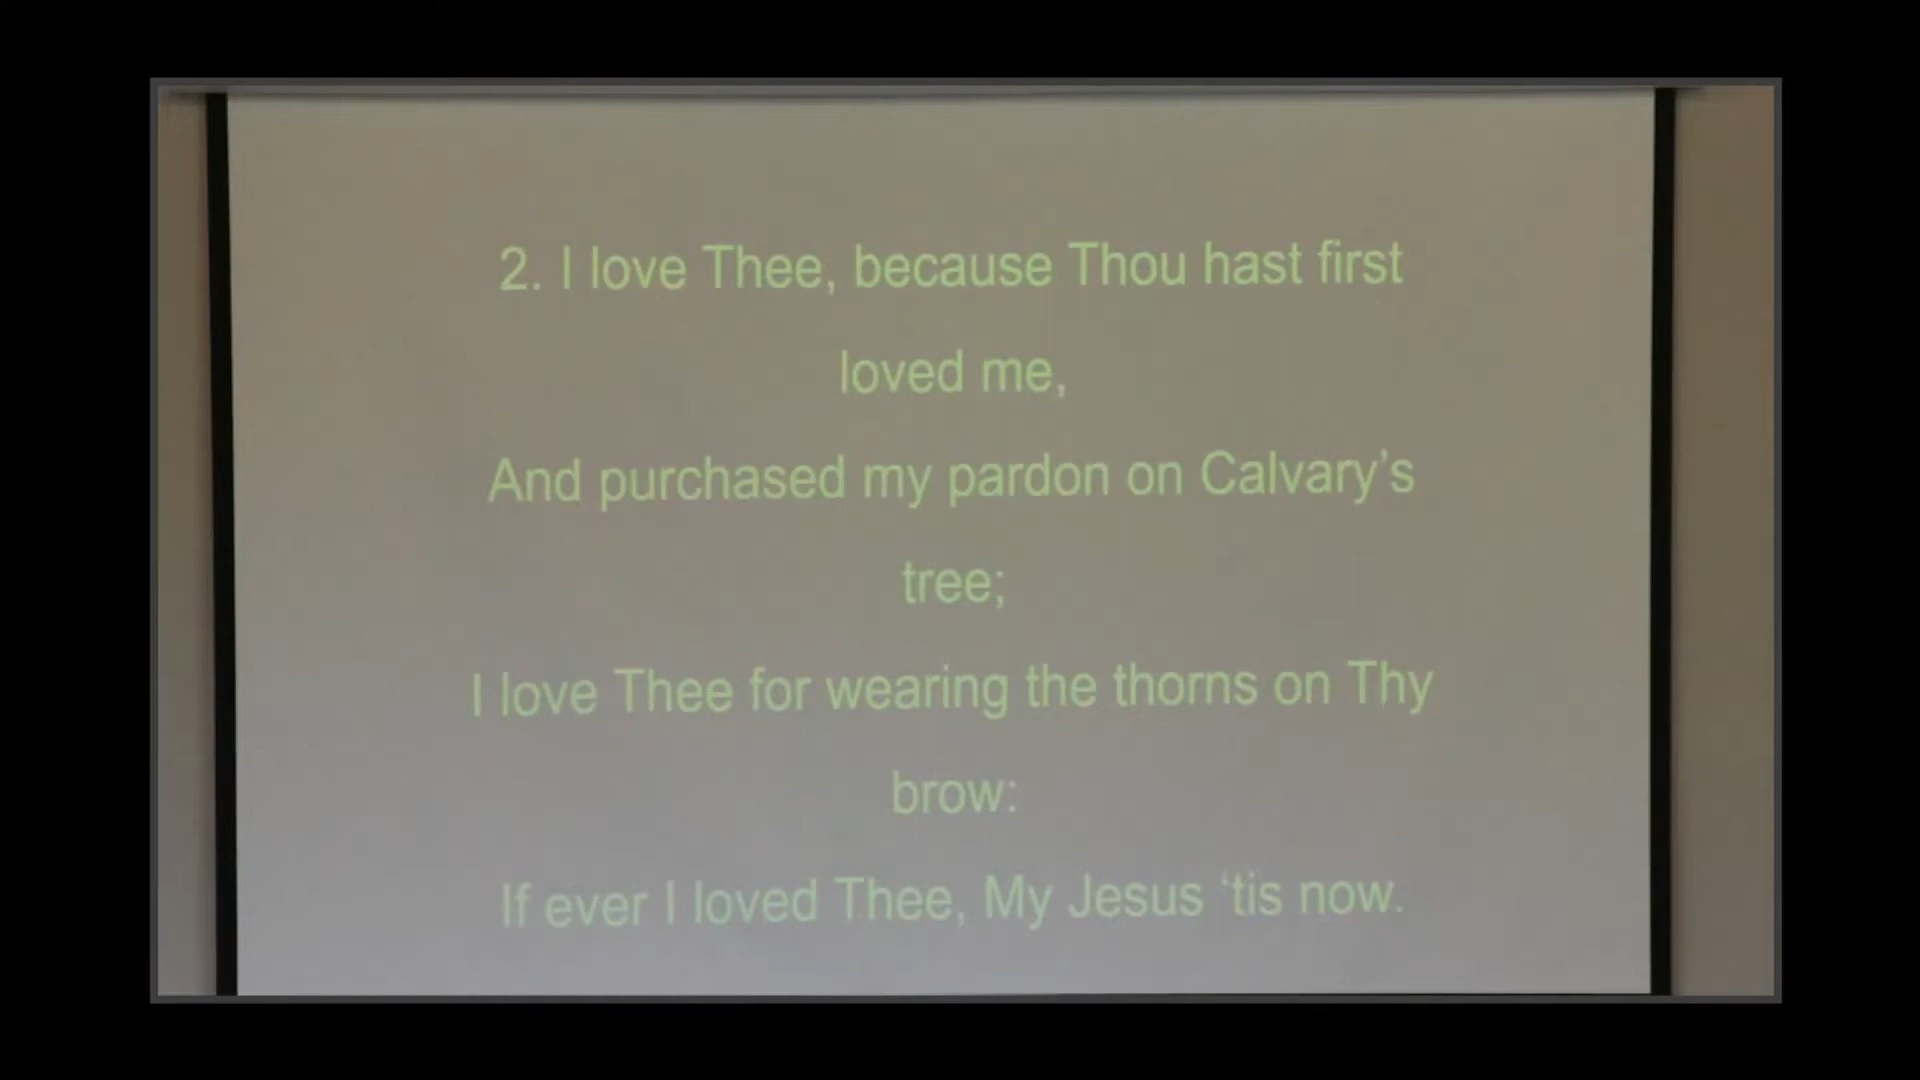 2. I love Thee, because Thou hast first
loved me,
And purchased my pardon on Calvary’s
tree;
I love Thee for wearing the thorns on Thy
brow:
If ever I loved Thee, My Jesus ‘tis now.